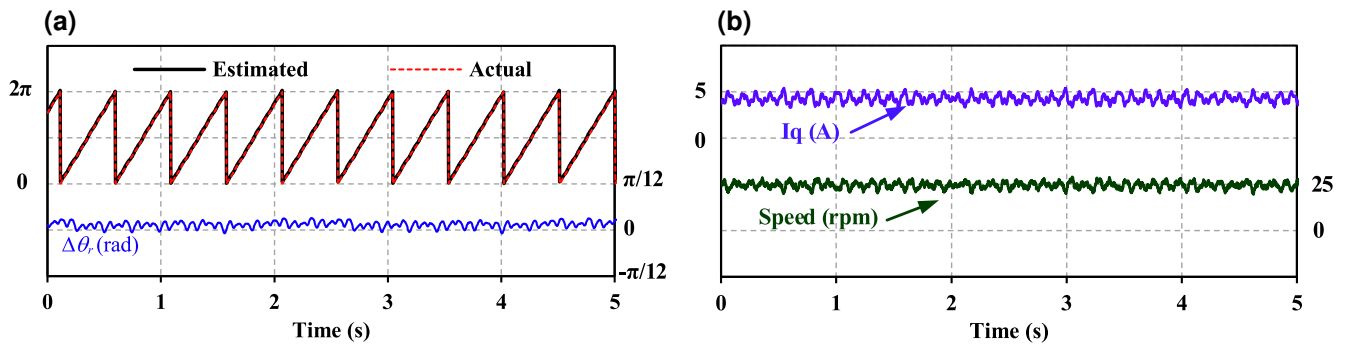 (a)
Estimated
Actual
2π
0
π/12
Δθr (rad)
0
-π/12
0 1 2 3 4 5
Time (s)
(b)
5
Iq (A)
0
25
Speed (rpm)
0
0 1 2 3 4 5
Time (s)